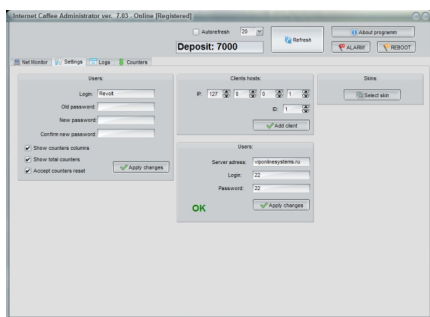 Internet Caffee Administrator ver. 7.03 - Online [Registered]
Autorefresh 20
Refresh
About programm
Deposit: 7000
ALARM
REBOOT
Net Monitor Settings Logs Counters
Users:
Login: Revolt
Old password:
New password:
Confirm new password:
Show counters columns
Show total counters
Accept counters reset
Apply changes
Clients hosts:
IP: 127 0 0 1
ID: 1
Add client
Users:
Server adress: viponlinesystems.ru
Login: 22
Password: 22
OK
Apply changes
Skins:
Select skin